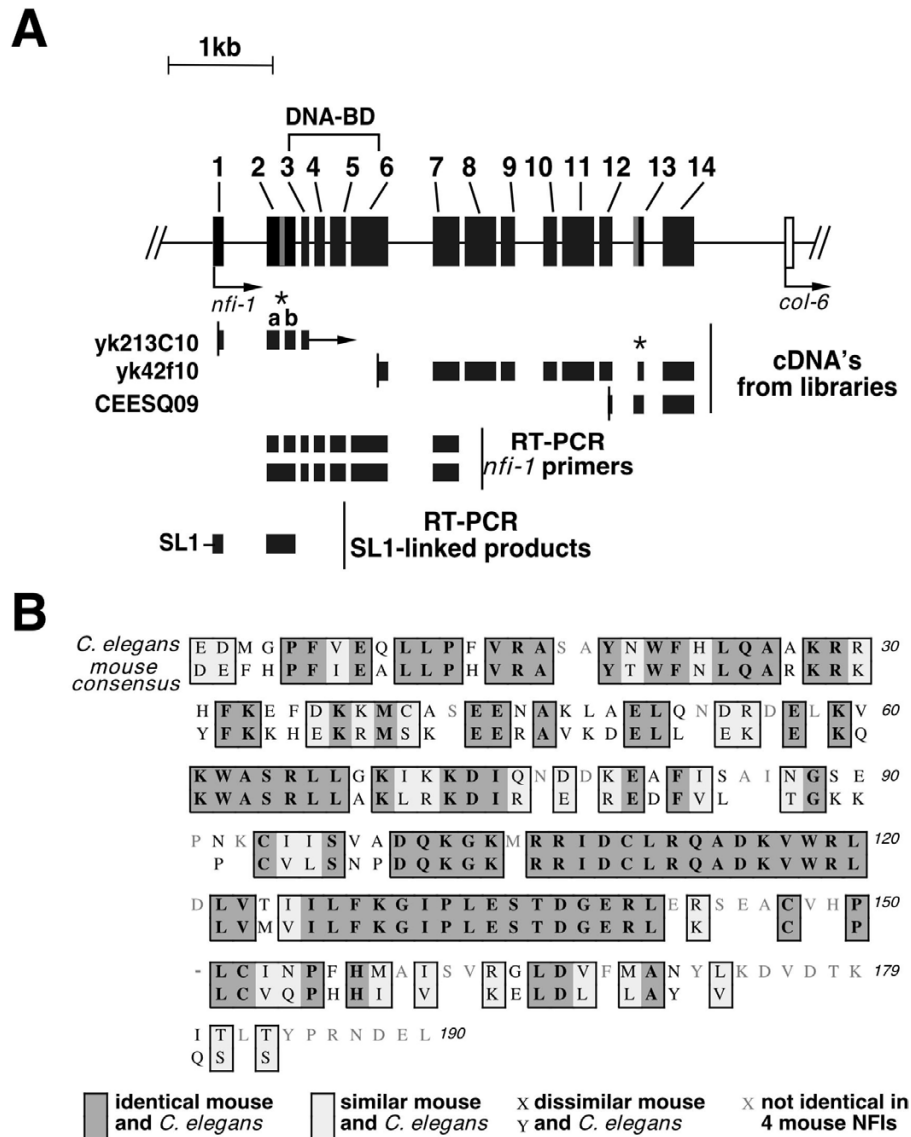 A
1kb
DNA-BD
1 2 3 4 5 6 7 8 9 10 11 12 13 14
// //
nfi-1
col-6
*
a b
yk213C10
*
yk42f10
CEESQ09
cDNA's
from libraries
RT-PCR
nfi-1 primers
SL1
RT-PCR
SL1-linked products
B
C. elegans E D M G P F V E Q L L P F V R A S A Y N W F H L Q A A K R R 30
mouse consensus D E F H P F I E A L L P H V R A Y T W F N L Q A R K R K
H F K E F D K K M C A S E E N A K L A E L Q N D R D E L K V 60
Y F K K H E K R M S K E E R A V K D E L L E K E K Q
K W A S R L L G K I K K D I Q N D D K E A F I S A I N G S E 90
K W A S R L L A K L R K D I R E R E D F V L T G K K
P N K C I I S V A D Q K G K M R R I D C L R Q A D K V W R L 120
P C V L S N P D Q K G K R R I D C L R Q A D K V W R L
D L V T I I L F K G I P L E S T D G E R L E R S E A C V H P 150
L V M V I L F K G I P L E S T D G E R L K C P
- L C I N P F H M A I S V R G L D V F M A N Y L K D V D T K 179
L C V Q P H H I V K E L D L L A Y V
I T L T Y P R N D E L 190
Q S S
identical mouse
and C. elegans
similar mouse
and C. elegans
X dissimilar mouse
Y and C. elegans
X not identical in
4 mouse NFIs